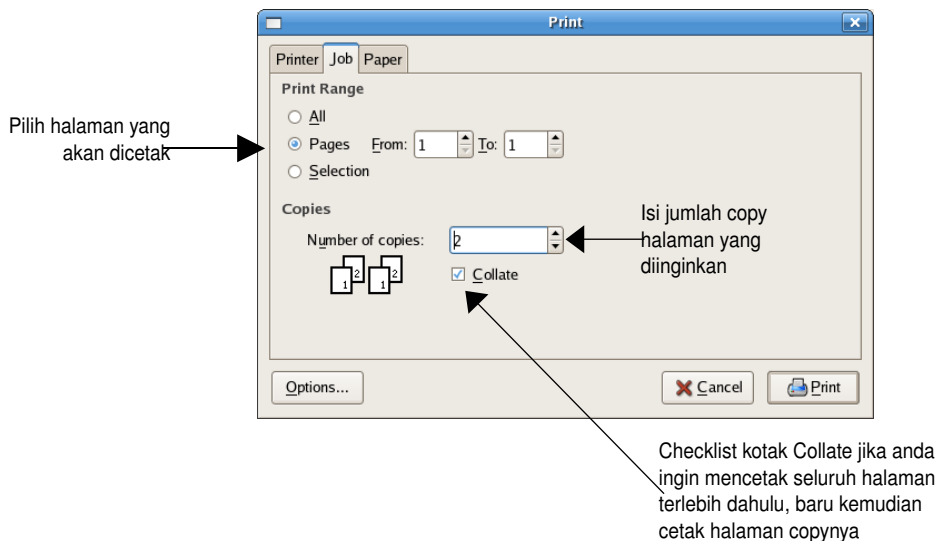 Print
Printer Job Paper
Print Range
All
Pages From: 1 To: 1
Selection
Copies
Number of copies: 2
1 2 1 2
Collate
Options... Cancel Print
Pilih halaman yang
akan dicetak
Isi jumlah copy
halaman yang
diinginkan
Checklist kotak Collate jika anda
ingin mencetak seluruh halaman
terlebih dahulu, baru kemudian
cetak halaman copynya